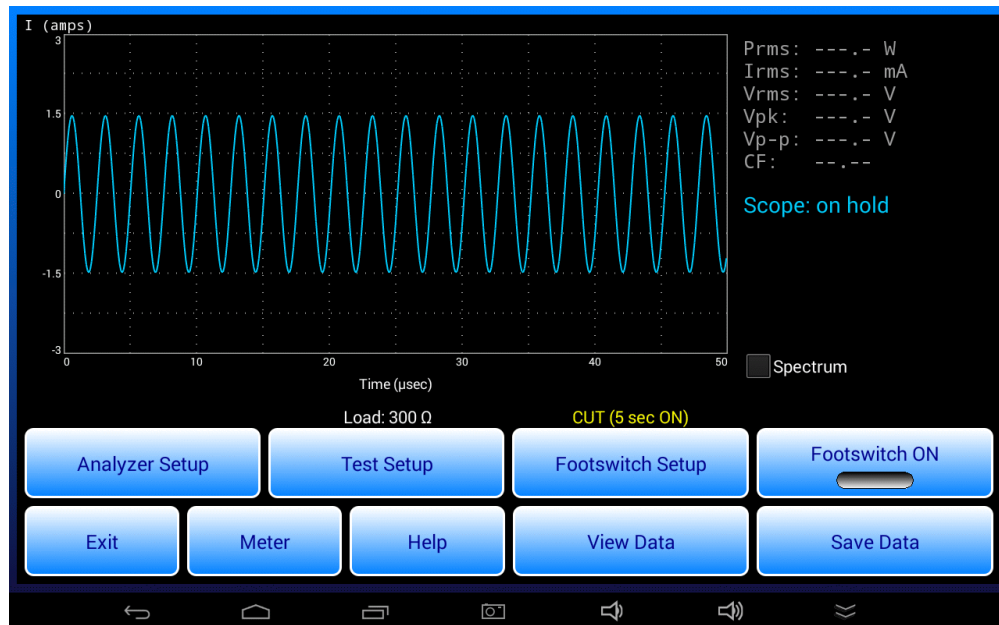 I (amps)
3
1.5
0
-1.5
-3
0 10 20 30 40 50
Time (µsec)
Prms: ---.- W
Irms: ---.- mA
Vrms: ---.- V
Vpk: ---.- V
Vp-p: ---.- V
CF: --.--
Scope: on hold
Spectrum
Load: 300 Ω
CUT (5 sec ON)
Analyzer Setup
Test Setup
Footswitch Setup
Footswitch ON
Exit
Meter
Help
View Data
Save Data